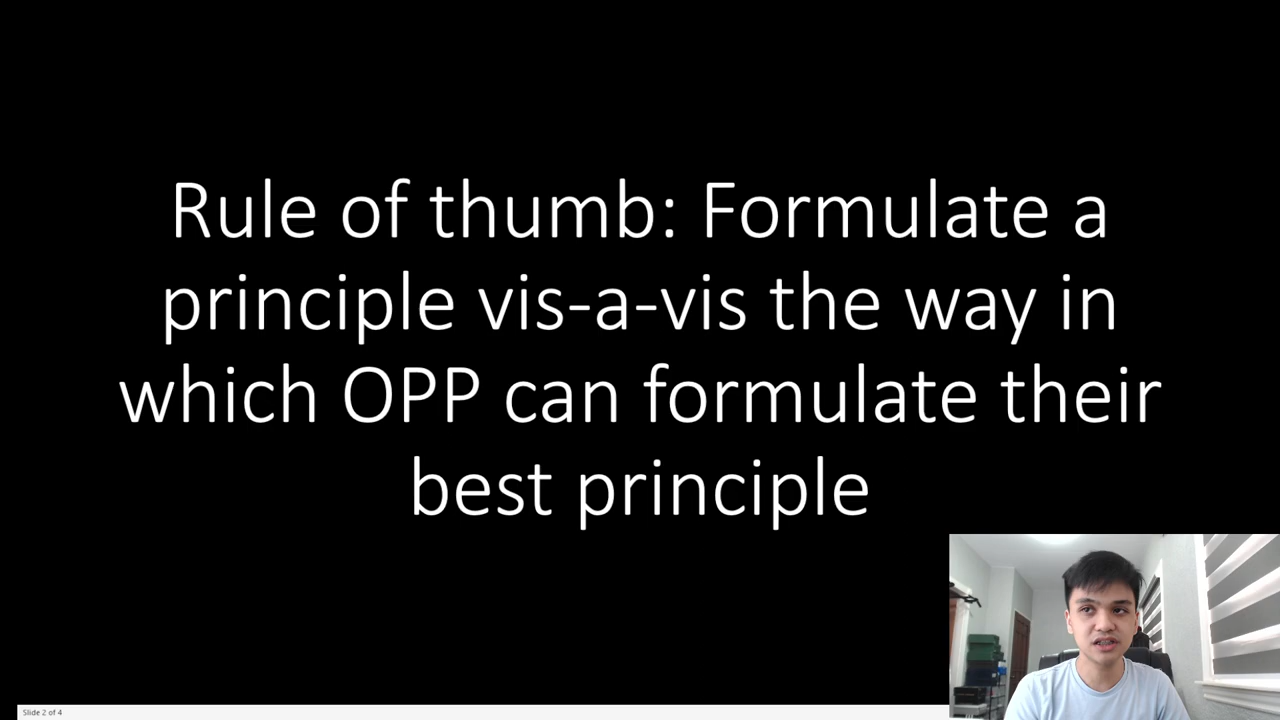 Rule of thumb: Formulate a
principle vis-a-vis the way in
which OPP can formulate their
best principle
Slide 2 of 4